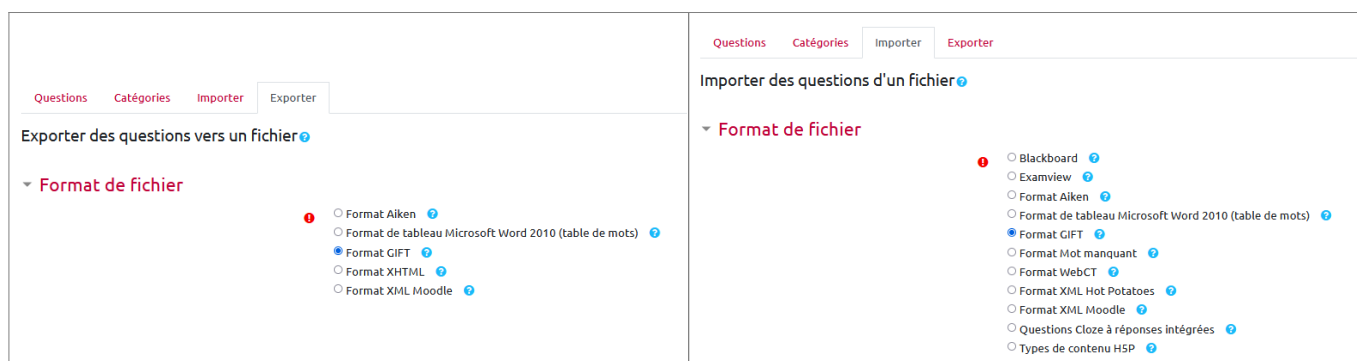 Questions Catégories Importer Exporter
Exporter des questions vers un fichier
Format de fichier
Format Aiken
Format de tableau Microsoft Word 2010 (table de mots)
Format GIFT
Format XHTML
Format XML Moodle
Questions Catégories Importer Exporter
Importer des questions d'un fichier
Format de fichier
Blackboard
Examview
Format Aiken
Format de tableau Microsoft Word 2010 (table de mots)
Format GIFT
Format Mot manquant
Format WebCT
Format XML Hot Potatoes
Format XML Moodle
Questions Cloze à réponses intégrées
Types de contenu H5P